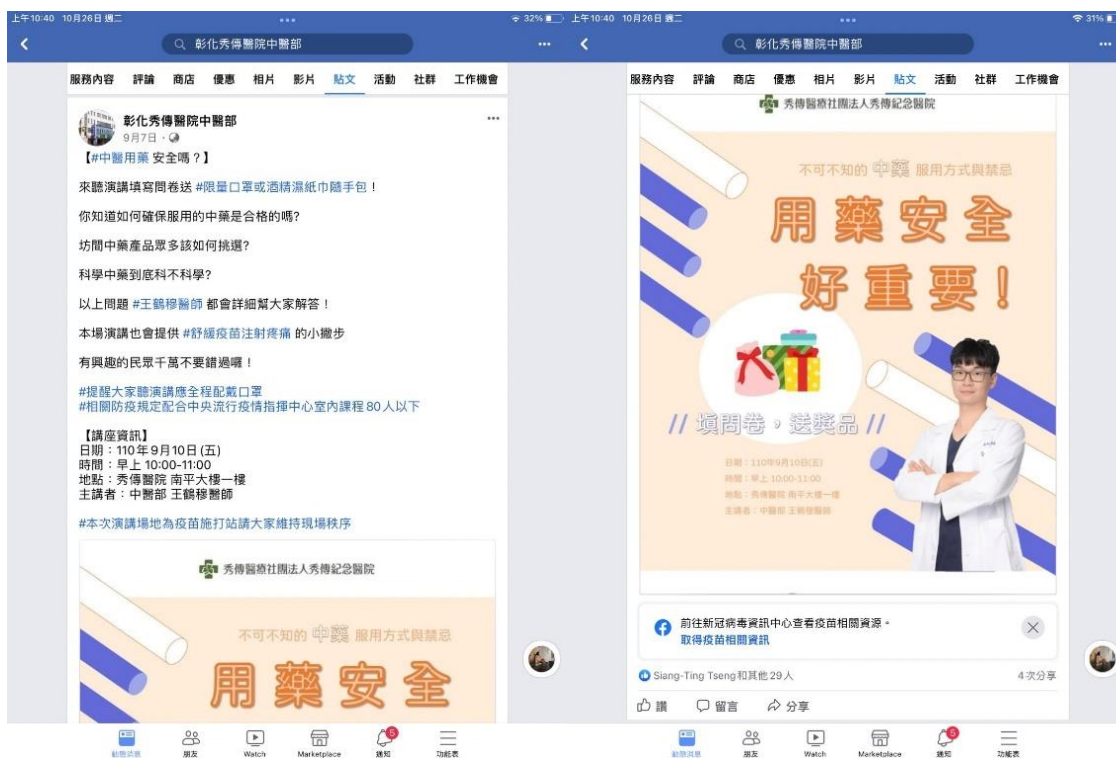 上午10:40 10月26日 週二
32%
彰化秀傳醫院中醫部
服務內容 評論 商店 優惠 相片 影片 貼文 活動 社群 工作機會
彰化秀傳醫院中醫部
9月7日
【#中醫用藥 安全嗎？】
來聽演講填寫問卷送 #限量口罩或酒精濕紙巾隨手包！
你知道如何確保服用的中藥是合格的嗎?
坊間中藥產品眾多該如何挑選?
科學中藥到底科不科學?
以上問題 #王鶴穆醫師 都會詳細幫大家解答！
本場演講也會提供 #舒緩疫苗注射疼痛 的小撇步
有興趣的民眾千萬不要錯過囉！
#提醒大家聽演講應全程配戴口罩
#相關防疫規定配合中央流行疫情指揮中心室內課程80人以下
【講座資訊】
日期：110年9月10日(五)
時間：早上 10:00-11:00
地點：秀傳醫院 南平大樓一樓
主講者：中醫部 王鶴穆醫師
#本次演講場地為疫苗施打站請大家維持現場秩序
秀傳醫療社團法人秀傳紀念醫院
不可不知的 中藥 服用方式與禁忌
用藥安全
動態消息 朋友 Watch Marketplace 通知 功能表
5
上午10:40 10月26日 週二
31%
彰化秀傳醫院中醫部
服務內容 評論 商店 優惠 相片 影片 貼文 活動 社群 工作機會
秀傳醫療社團法人秀傳紀念醫院
不可不知的 中藥 服用方式與禁忌
用藥安全
好重要！
// 填問卷，送獎品 //
日期：110年9月10日(五)
時間：早上 10:00-11:00
地點：秀傳醫院 南平大樓一樓
主講者：中醫部 王鶴穆醫師
前往新冠病毒資訊中心查看疫苗相關資源。
取得疫苗相關資訊
Siang-Ting Tseng和其他 29 人
4次分享
讚 留言 分享
動態消息 朋友 Watch Marketplace 通知 功能表
5